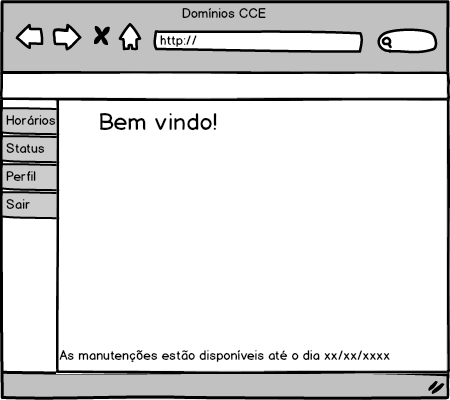 Domínios CCE
http://
Horários
Status
Perfil
Sair
Bem vindo!
As manutenções estão disponíveis até o dia xx/xx/xxxx